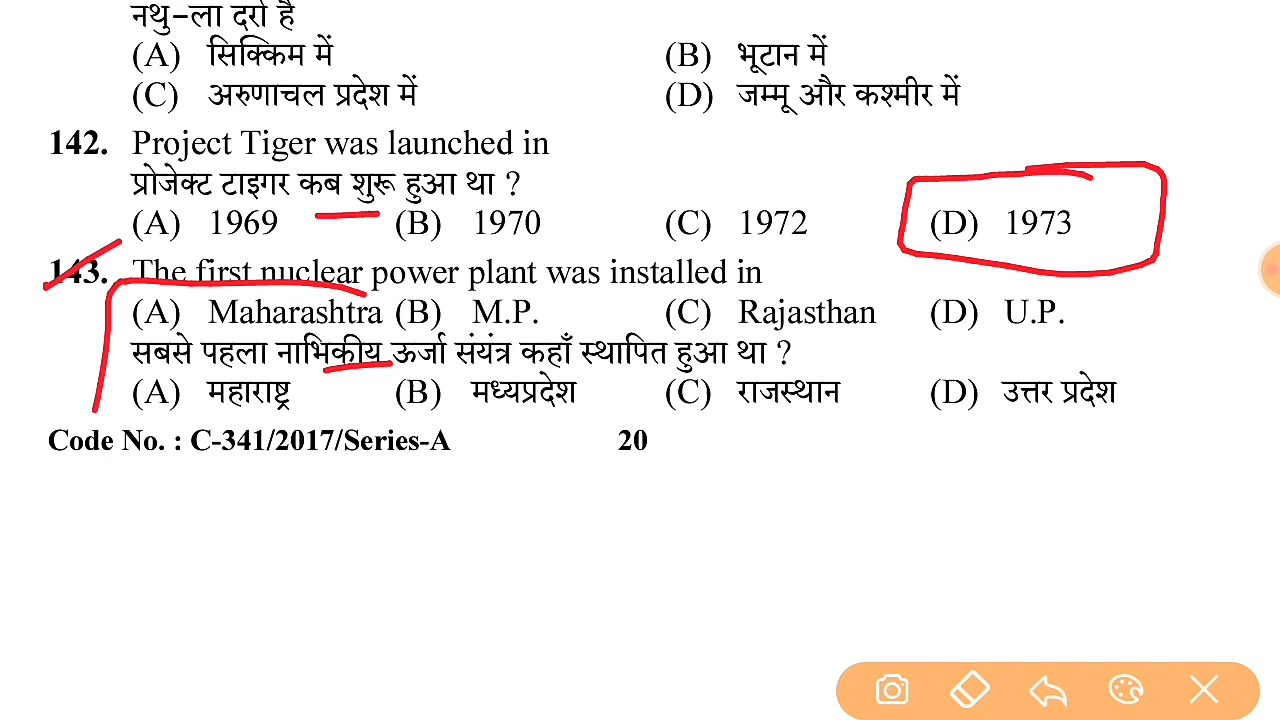 नथु-ला दर्रा है
(A) सिक्किम में (B) भूटान में
(C) अरुणाचल प्रदेश में (D) जम्मू और कश्मीर में
142. Project Tiger was launched in
प्रोजेक्ट टाइगर कब शुरू हुआ था ?
(A) 1969 (B) 1970 (C) 1972 (D) 1973
143. The first nuclear power plant was installed in
(A) Maharashtra (B) M.P. (C) Rajasthan (D) U.P.
सबसे पहला नाभिकीय ऊर्जा संयंत्र कहाँ स्थापित हुआ था ?
(A) महाराष्ट्र (B) मध्यप्रदेश (C) राजस्थान (D) उत्तर प्रदेश
Code No. : C-341/2017/Series-A 20